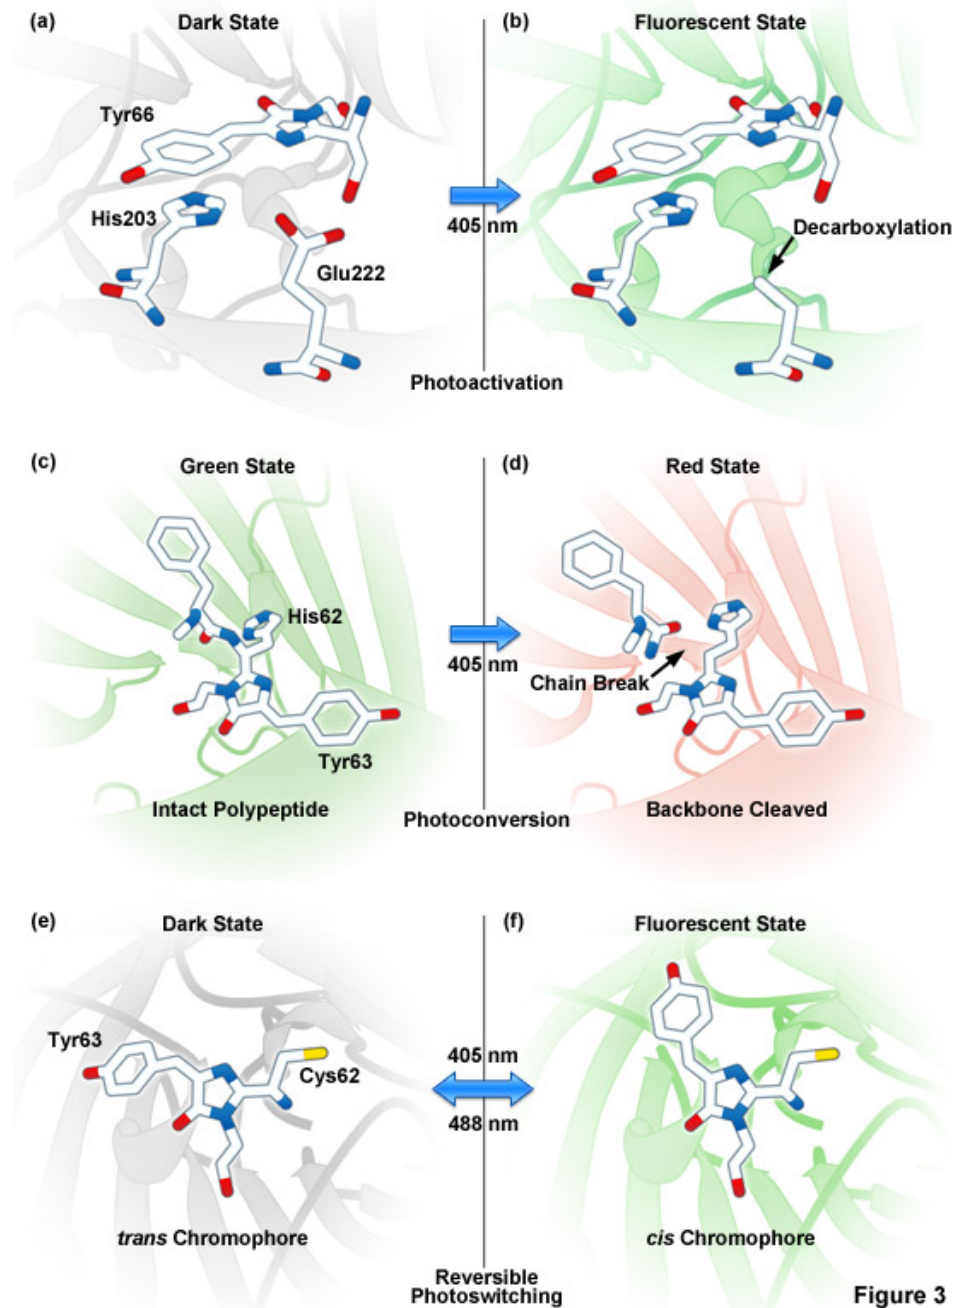 (a)
Dark State
(b)
Fluorescent State
Tyr66
His203
Glu222
405 nm
Decarboxylation
Photoactivation
(c)
Green State
(d)
Red State
His62
405 nm
Chain Break
Tyr63
Intact Polypeptide
Backbone Cleaved
Photoconversion
(e)
Dark State
(f)
Fluorescent State
Tyr63
Cys62
405 nm
488 nm
trans Chromophore
cis Chromophore
Reversible
Photoswitching
Figure 3